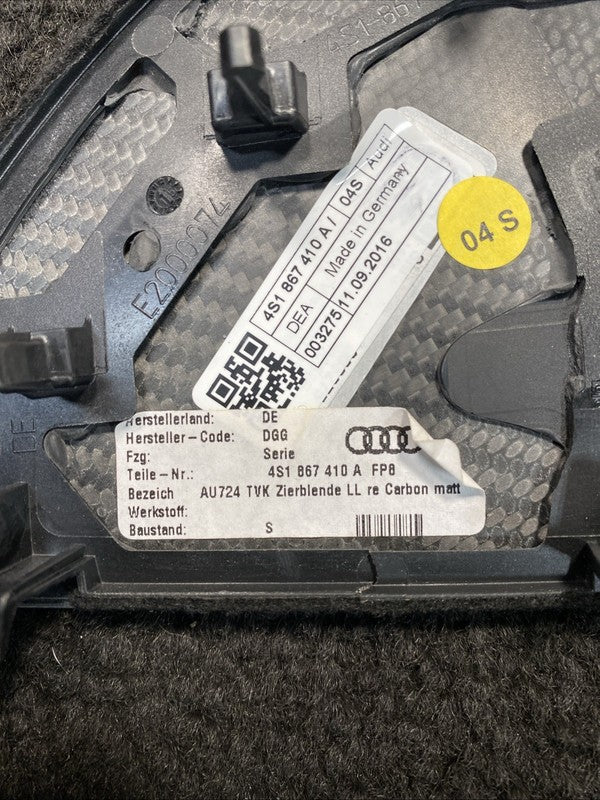 4S1 867
E2000074
4S1 867 410 A / 04S Audi
DEA Made in Germany
003275 11.09.2016
04 S
Herstellerland: DE
Hersteller-Code: DGG
Fzg: Serie
Teile-Nr.: 4S1 867 410 A FP8
Bezeich AU724 TVK Zierblende LL re Carbon matt
Werkstoff:
Baustand: S